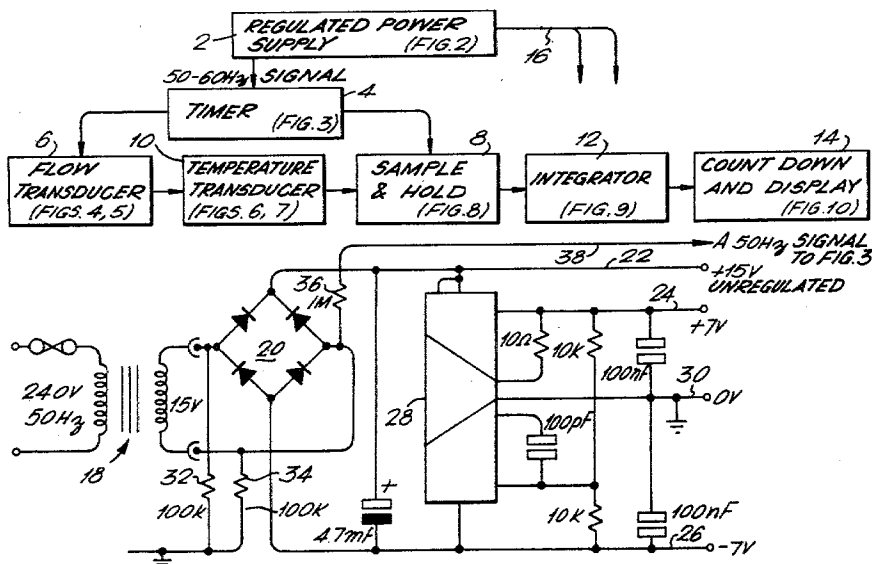 2
REGULATED POWER
SUPPLY (FIG.2)
16
50-60Hz SIGNAL
4
TIMER
(FIG.3)
6
FLOW
TRANSDUCER
(FIGS. 4, 5)
10
TEMPERATURE
TRANSDUCER
(FIGS. 6, 7)
8
SAMPLE
& HOLD
(FIG.8)
12
INTEGRATOR
(FIG.9)
14
COUNT DOWN
AND DISPLAY
(FIG.10)
A 50Hz SIGNAL
TO FIG.3
38
22
+15V
UNREGULATED
36
1M
24
+7V
20
10Ω
10K
100nF
30
0V
240V
50Hz
15V
18
28
100pF
32
100K
34
100K
+
4.7mF
10K
100nF
26
-7V